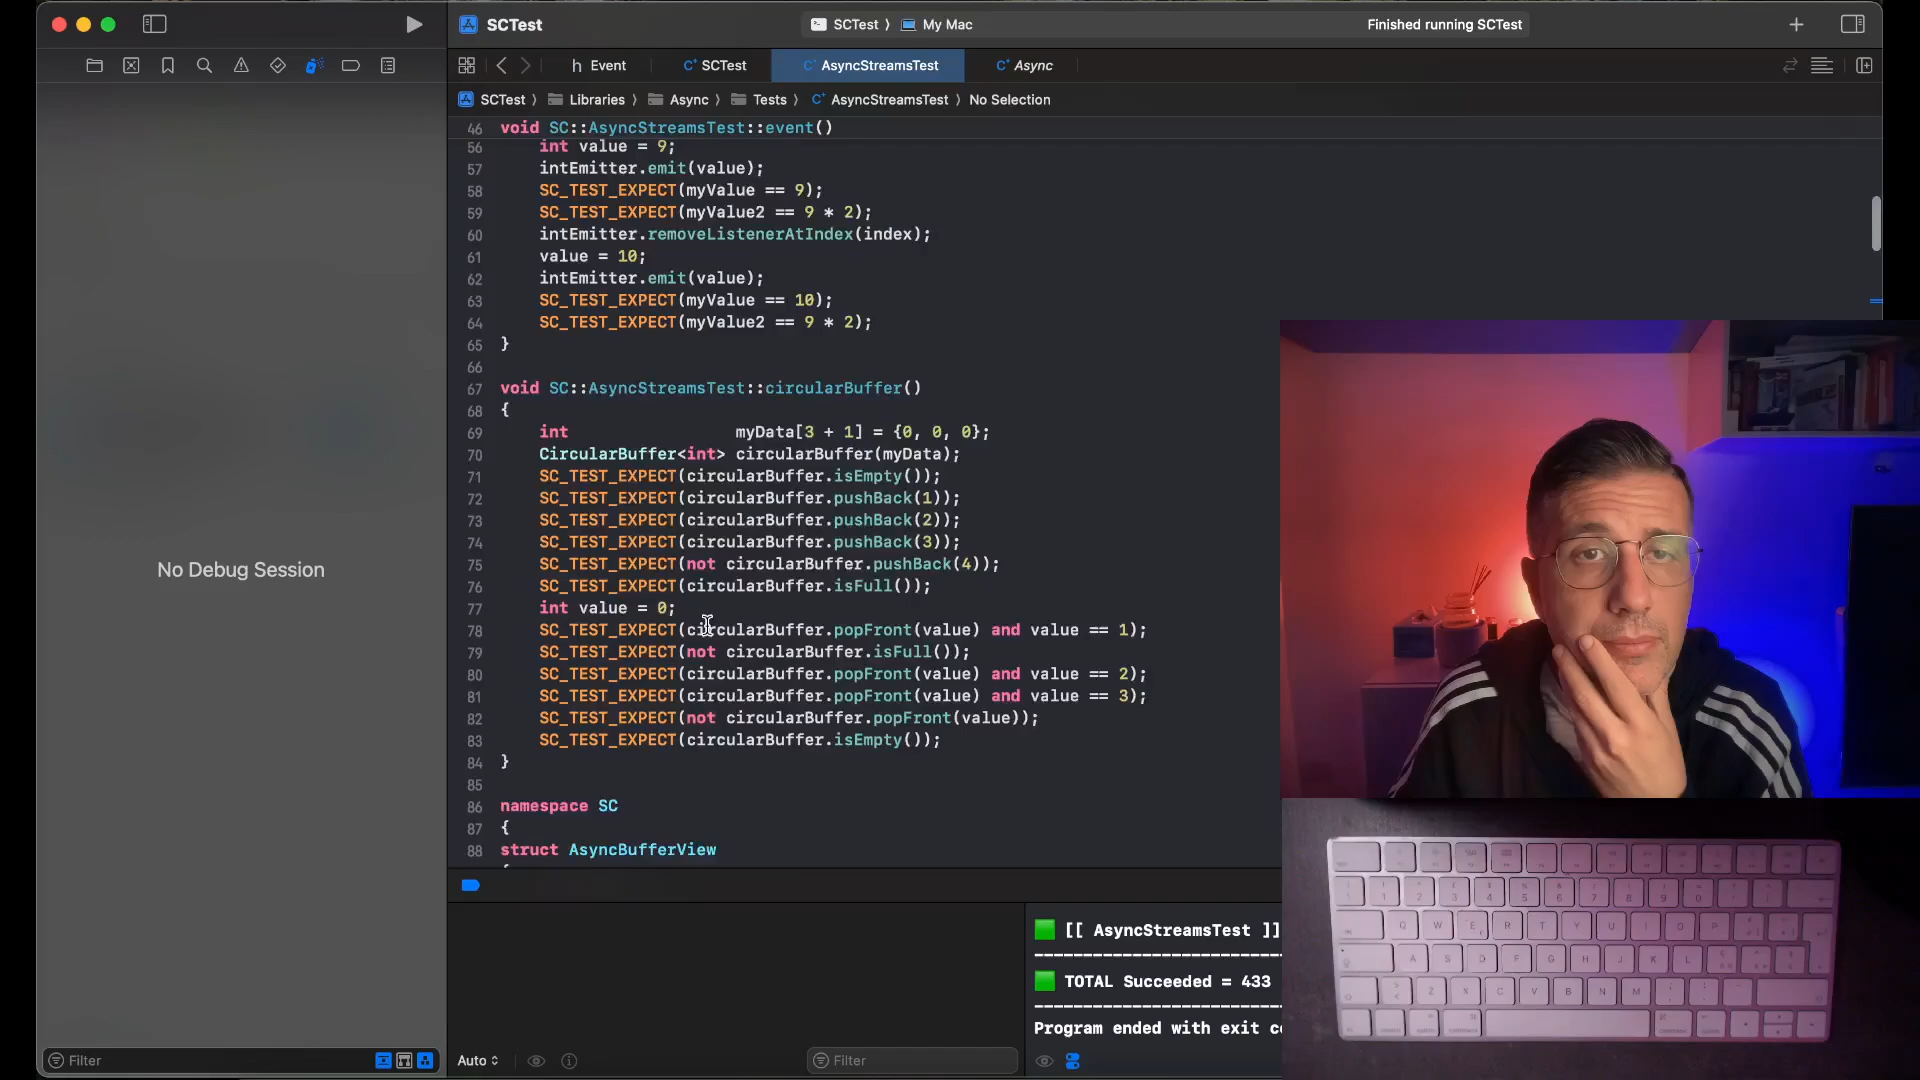 SCTest
SCTest 〉 My Mac
Finished running SCTest
h Event
C+ SCTest
C+ AsyncStreamsTest
C+ Async
SCTest 〉 Libraries 〉 Async 〉 Tests 〉 C+ AsyncStreamsTest 〉 No Selection
46 void SC::AsyncStreamsTest::event()
56 int value = 9;
57 intEmitter.emit(value);
58 SC_TEST_EXPECT(myValue == 9);
59 SC_TEST_EXPECT(myValue2 == 9 * 2);
60 intEmitter.removeListenerAtIndex(index);
61 value = 10;
62 intEmitter.emit(value);
63 SC_TEST_EXPECT(myValue == 10);
64 SC_TEST_EXPECT(myValue2 == 9 * 2);
65 }
66
67 void SC::AsyncStreamsTest::circularBuffer()
68 {
69 int myData[3 + 1] = {0, 0, 0};
70 CircularBuffer<int> circularBuffer(myData);
71 SC_TEST_EXPECT(circularBuffer.isEmpty());
72 SC_TEST_EXPECT(circularBuffer.pushBack(1));
73 SC_TEST_EXPECT(circularBuffer.pushBack(2));
74 SC_TEST_EXPECT(circularBuffer.pushBack(3));
75 SC_TEST_EXPECT(not circularBuffer.pushBack(4));
76 SC_TEST_EXPECT(circularBuffer.isFull());
77 int value = 0;
78 SC_TEST_EXPECT(circularBuffer.popFront(value) and value == 1);
79 SC_TEST_EXPECT(not circularBuffer.isFull());
80 SC_TEST_EXPECT(circularBuffer.popFront(value) and value == 2);
81 SC_TEST_EXPECT(circularBuffer.popFront(value) and value == 3);
82 SC_TEST_EXPECT(not circularBuffer.popFront(value));
83 SC_TEST_EXPECT(circularBuffer.isEmpty());
84 }
85
86 namespace SC
87 {
88 struct AsyncBufferView
No Debug Session
[[ AsyncStreamsTest ]]
TOTAL Succeeded = 433
Program ended with exit
Filter
Auto
Filter
Q W E R T Y U I O P
A S D F G H J K L
Z X C V B N M